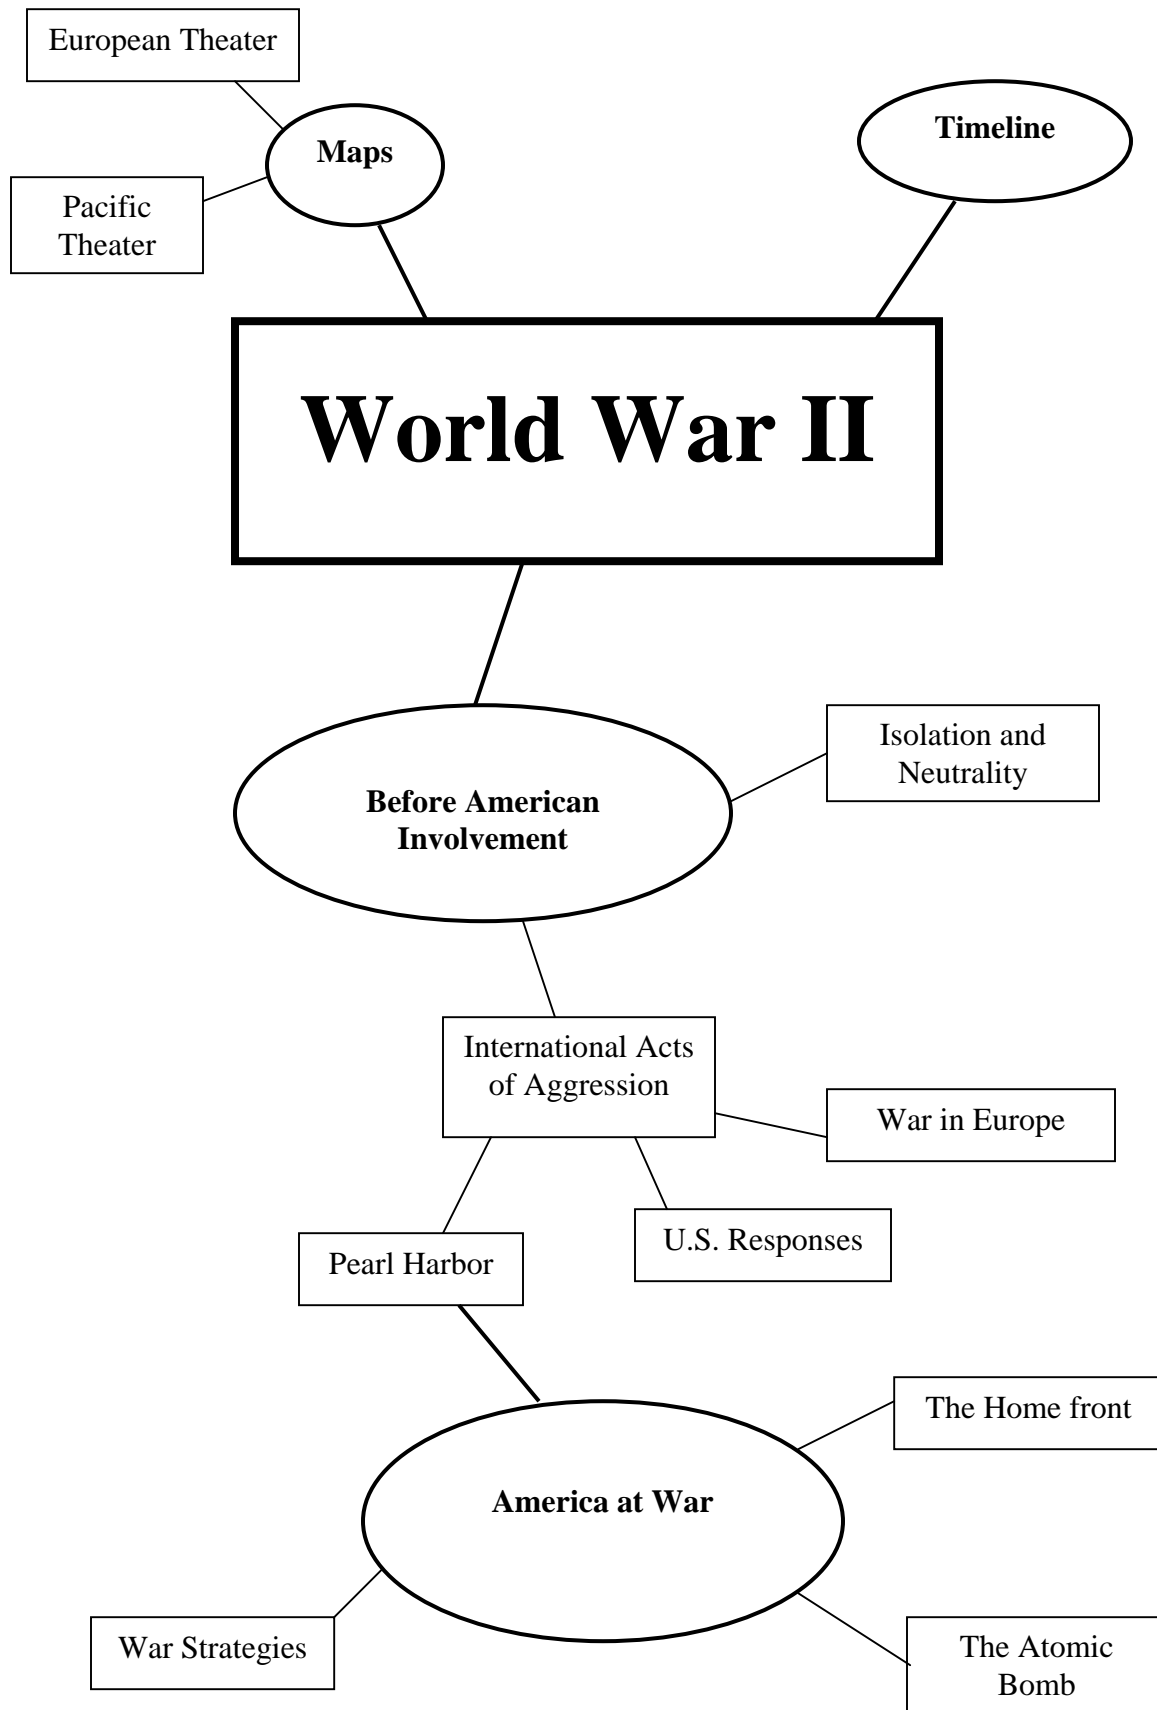 European Theater
Maps
Timeline
Pacific
Theater
World War II
Isolation and
Neutrality
Before American
Involvement
International Acts
of Aggression
War in Europe
U.S. Responses
Pearl Harbor
The Home front
America at War
War Strategies
The Atomic
Bomb